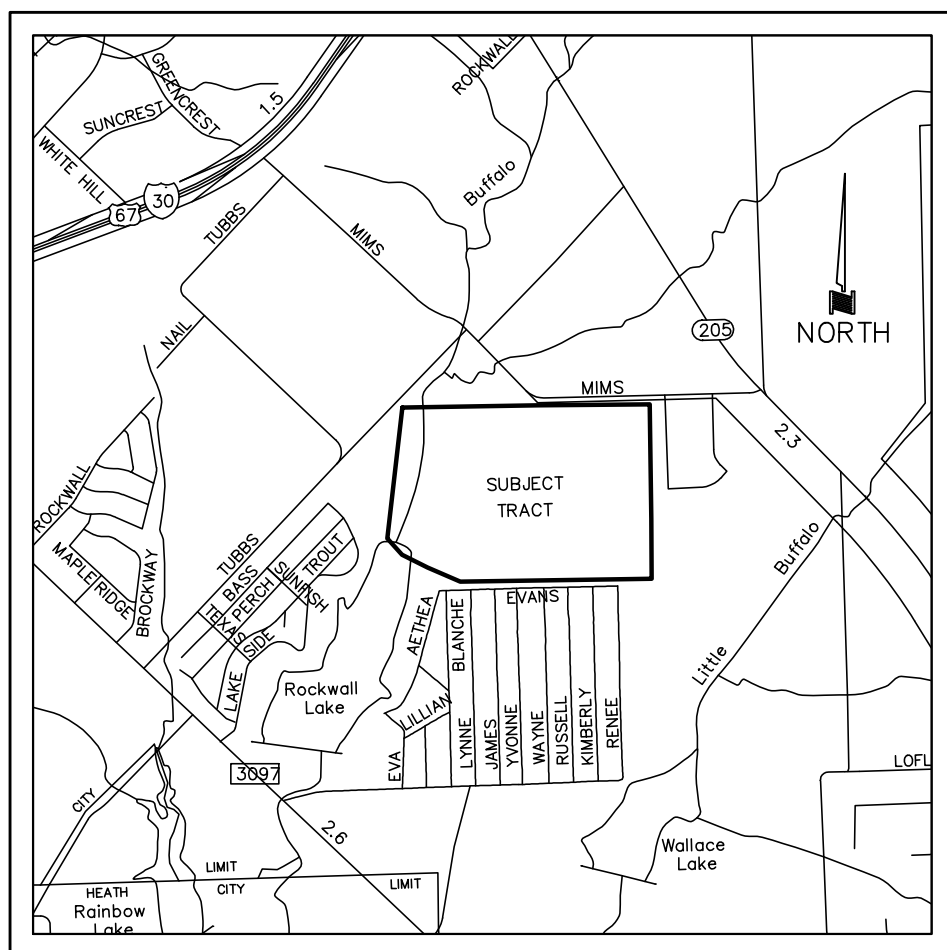 ROCKWALL
GREENCREST
SUNCREST
1.5
WHITE HILL
67
30
Buffalo
TUBBS
MIMS
NAIL
205
NORTH
MIMS
2.3
SUBJECT
TRACT
ROCKWALL
MAPLE RIDGE
BROCKWAY
TUBBS
BASS
PERCH
SUNFISH
TROUT
TEXAS
SIDE
LAKE
Buffalo
Little
EVANS
AETHEA
BLANCHE
Rockwall
Lake
LILLIAN
EVA
LYNNE
JAMES
YVONNE
WAYNE
RUSSELL
KIMBERLY
RENEE
3097
LOFL
CITY
2.6
Wallace
Lake
LIMIT
HEATH
CITY
LIMIT
Rainbow
Lake